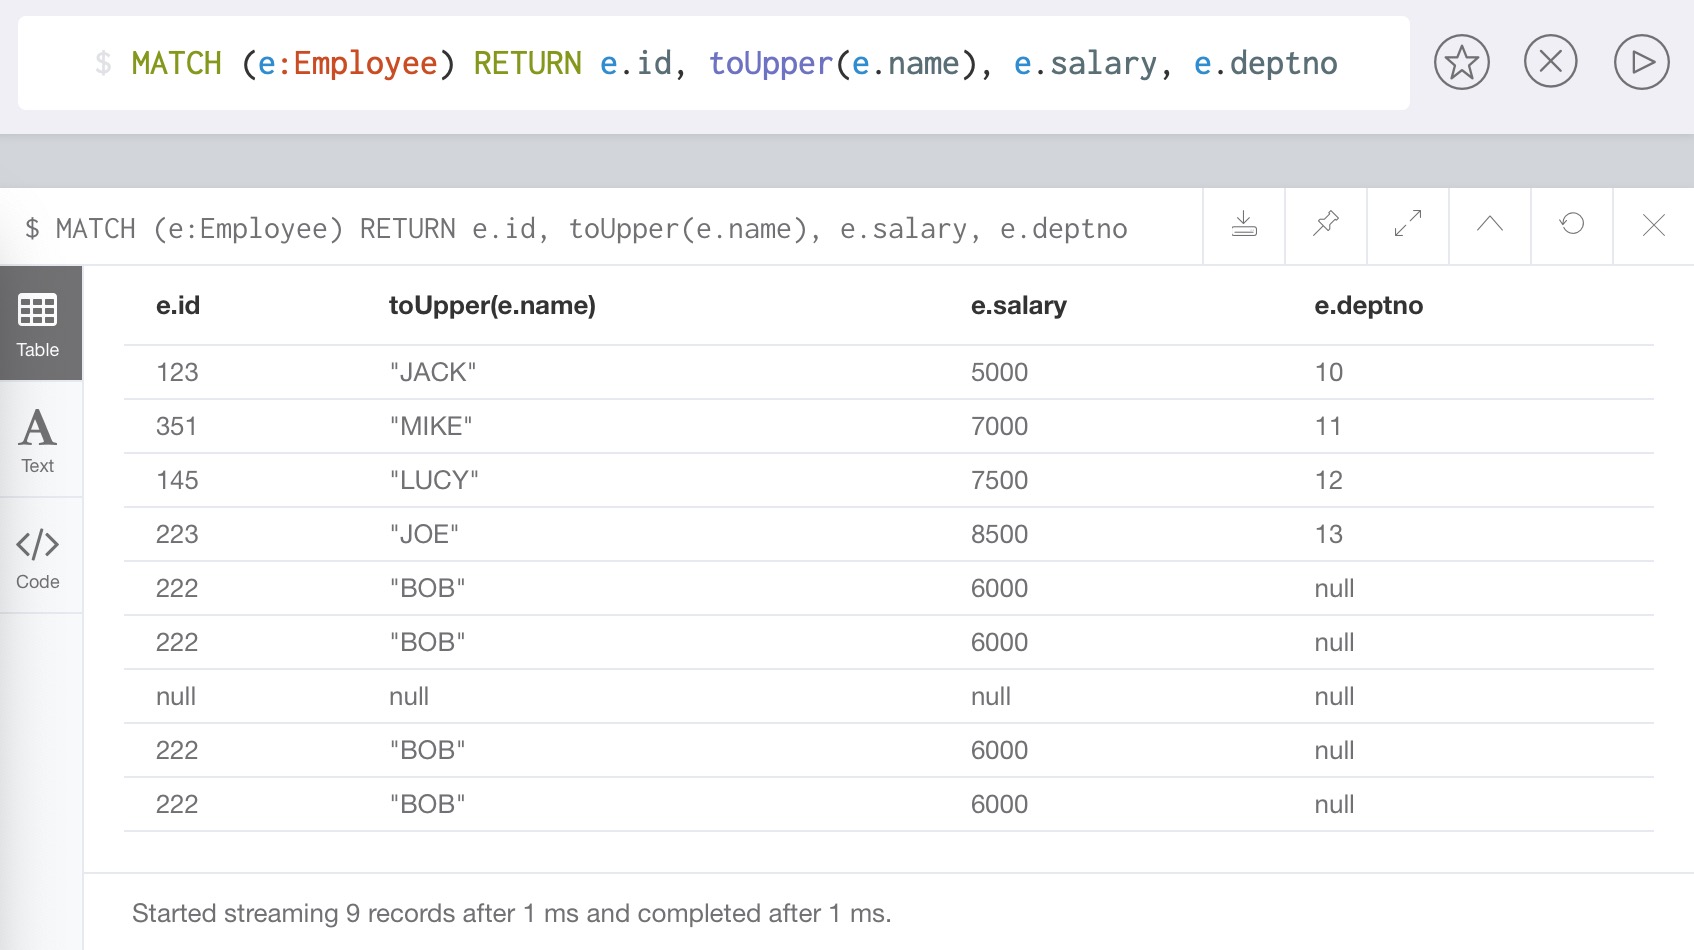 $ MATCH (e:Employee) RETURN e.id, toUpper(e.name), e.salary, e.deptno
$ MATCH (e:Employee) RETURN e.id, toUpper(e.name), e.salary, e.deptno
Table
Text
Code
e.id toUpper(e.name) e.salary e.deptno
123 "JACK" 5000 10
351 "MIKE" 7000 11
145 "LUCY" 7500 12
223 "JOE" 8500 13
222 "BOB" 6000 null
222 "BOB" 6000 null
null null null null
222 "BOB" 6000 null
222 "BOB" 6000 null
Started streaming 9 records after 1 ms and completed after 1 ms.